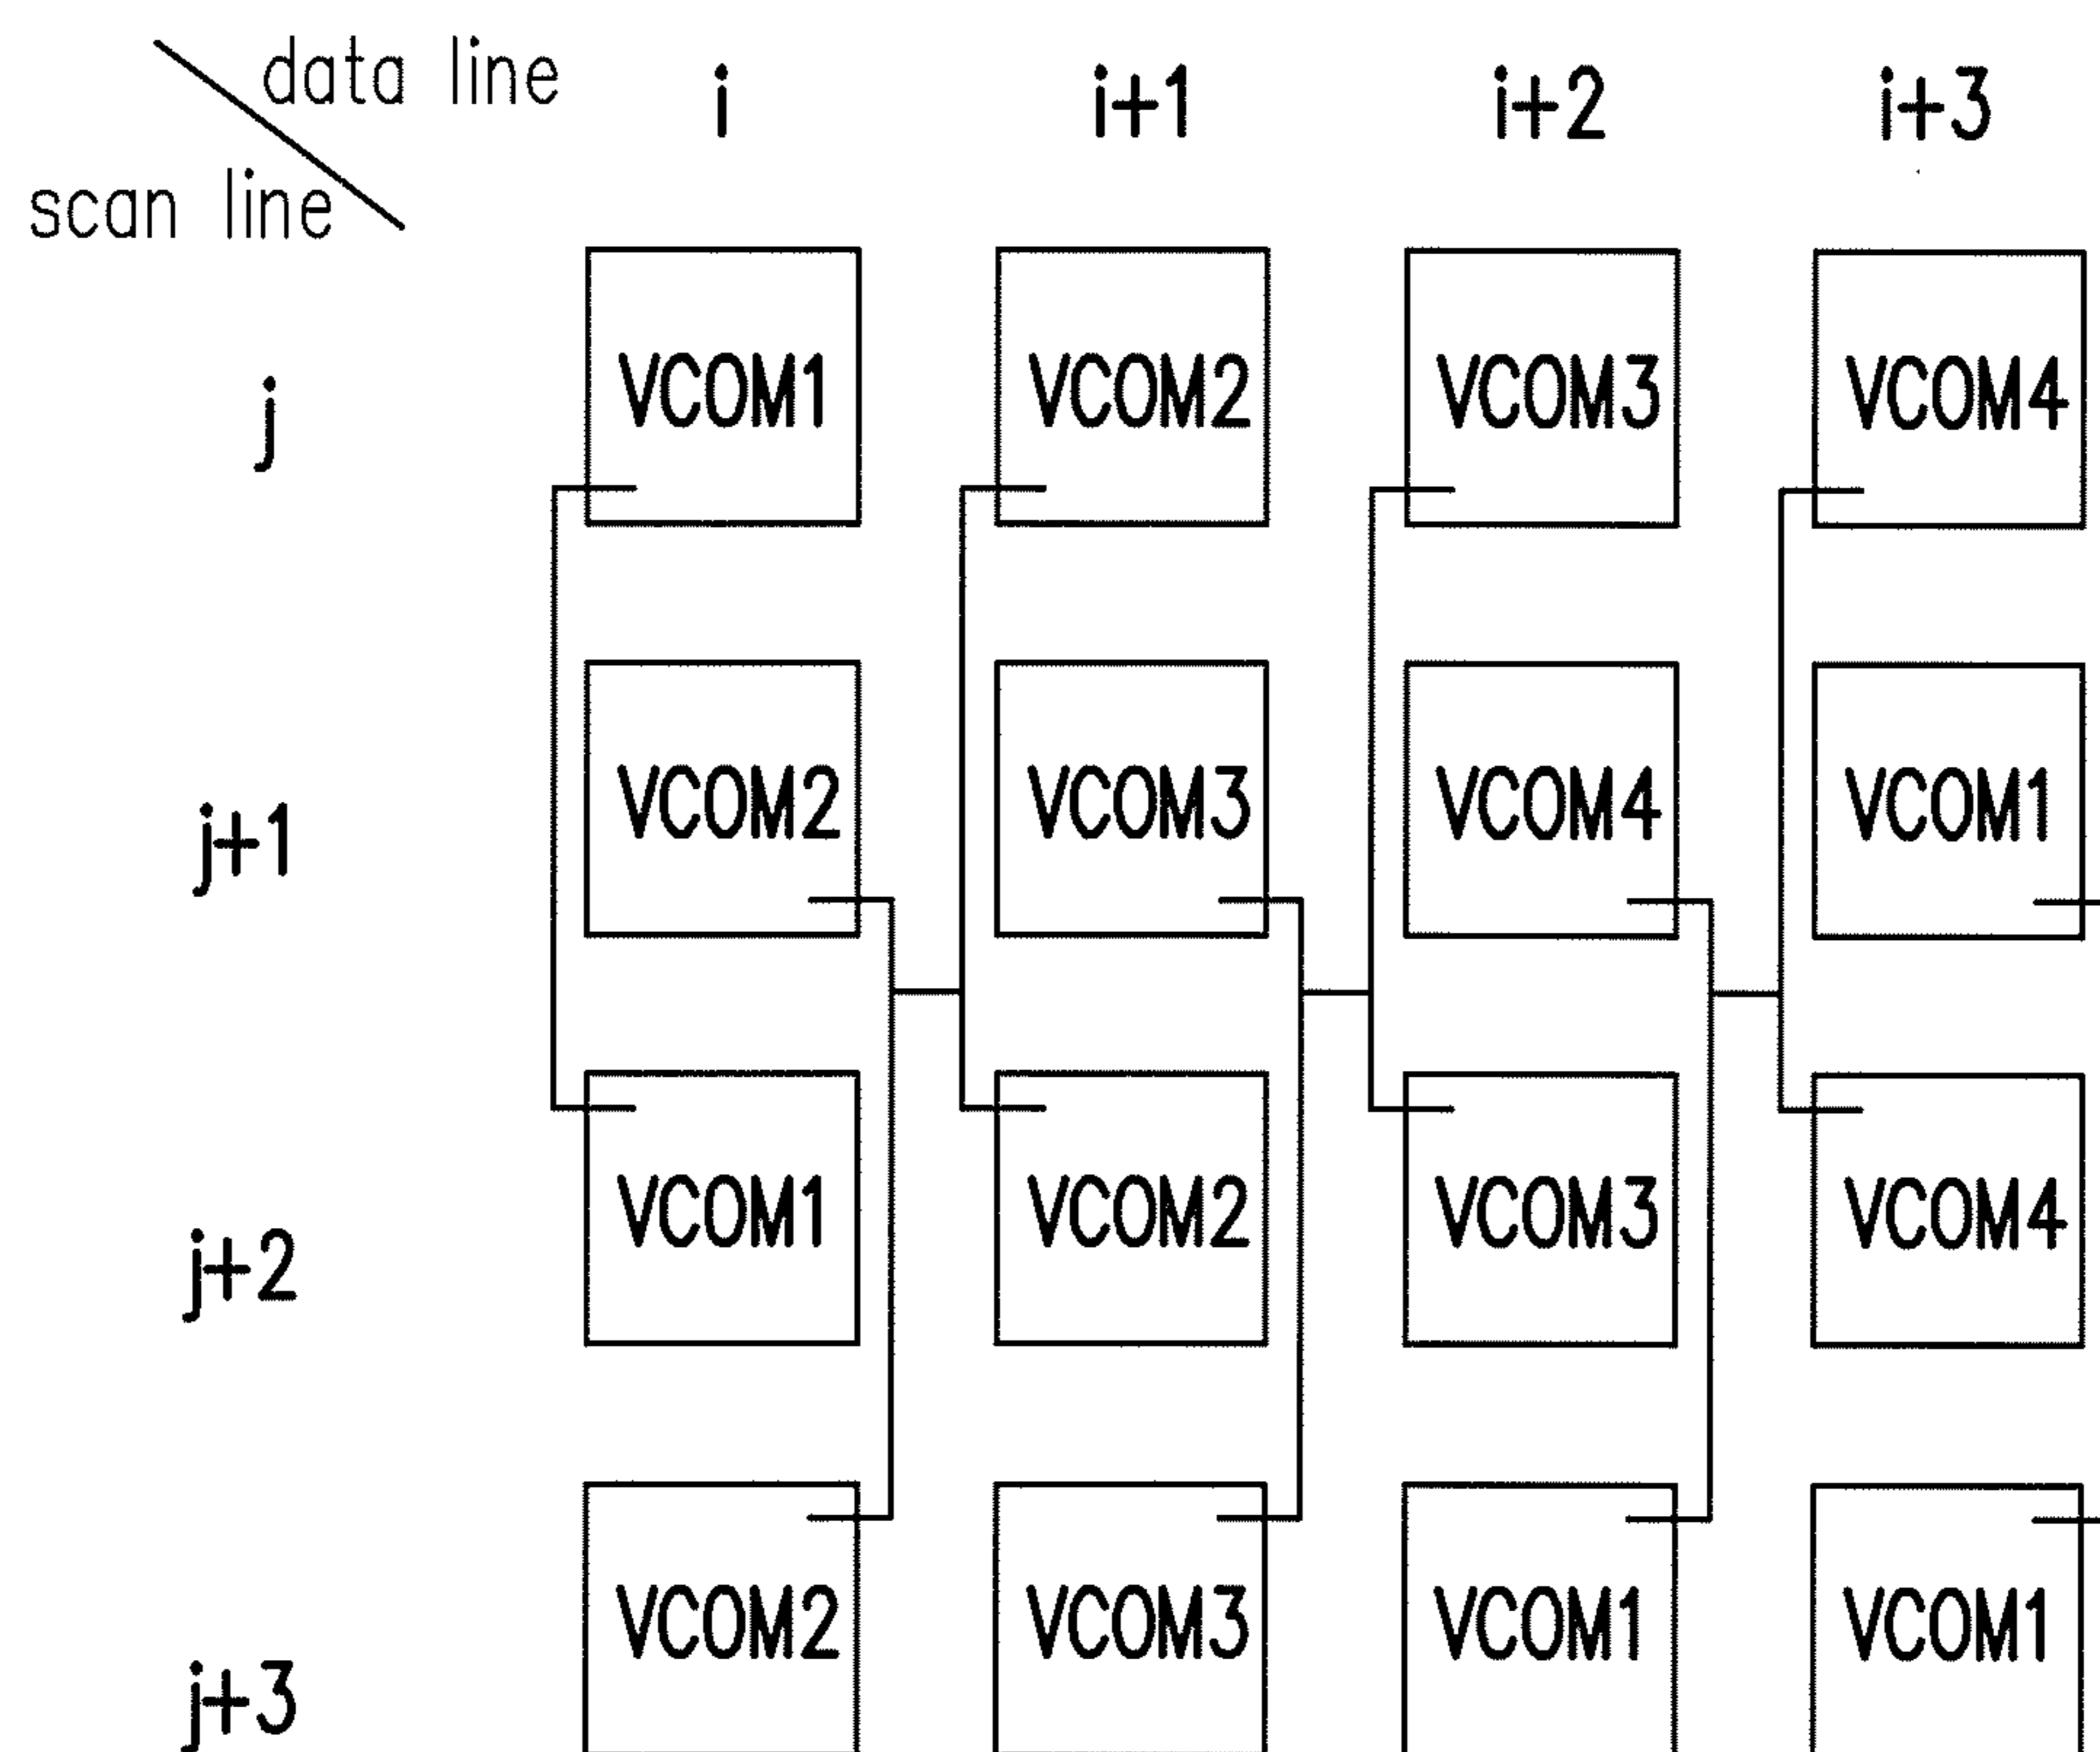 data line i i+1 i+2 i+3
scan line
j VCOM1 VCOM2 VCOM3 VCOM4
j+1 VCOM2 VCOM3 VCOM4 VCOM1
j+2 VCOM1 VCOM2 VCOM3 VCOM4
j+3 VCOM2 VCOM3 VCOM1 VCOM1